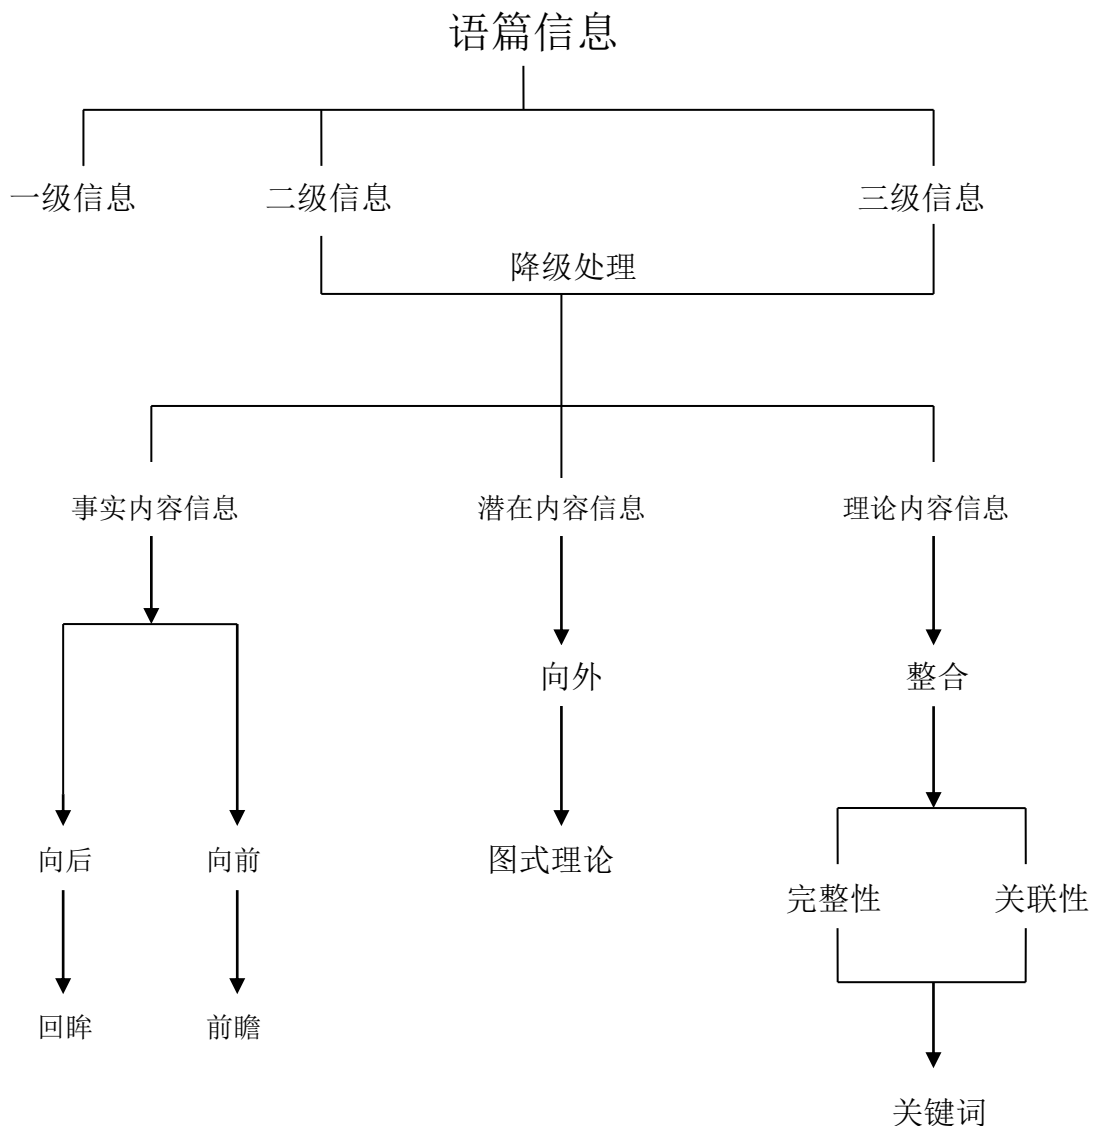 语篇信息
一级信息 二级信息 三级信息
降级处理
事实内容信息 潜在内容信息 理论内容信息
向外 整合
向后 向前 图式理论
完整性 关联性
回眸 前瞻
关键词